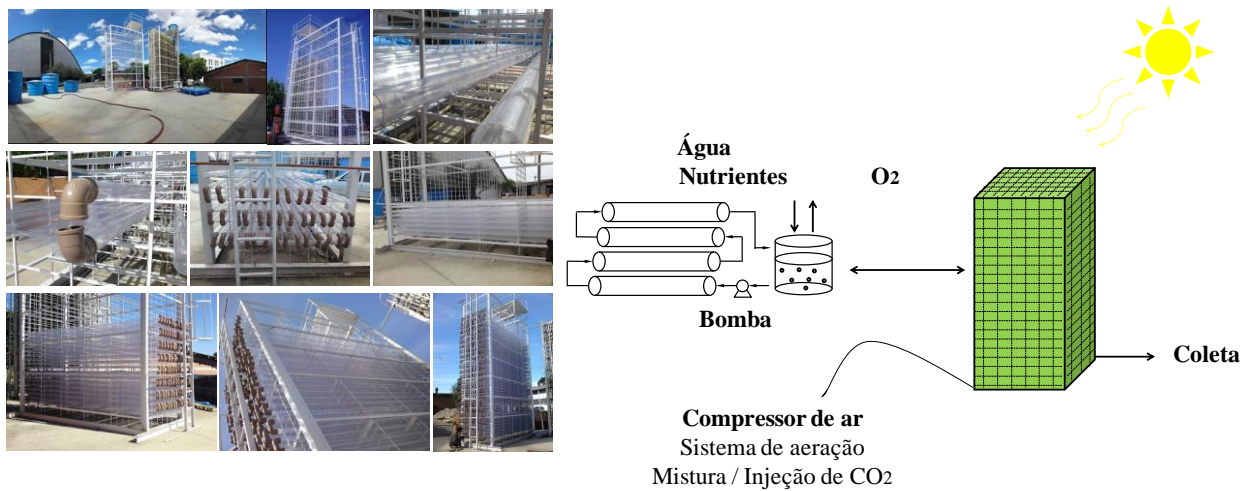 Água
Nutrientes
O2
Bomba
Coleta
Compressor de ar
Sistema de aeração
Mistura / Injeção de CO2